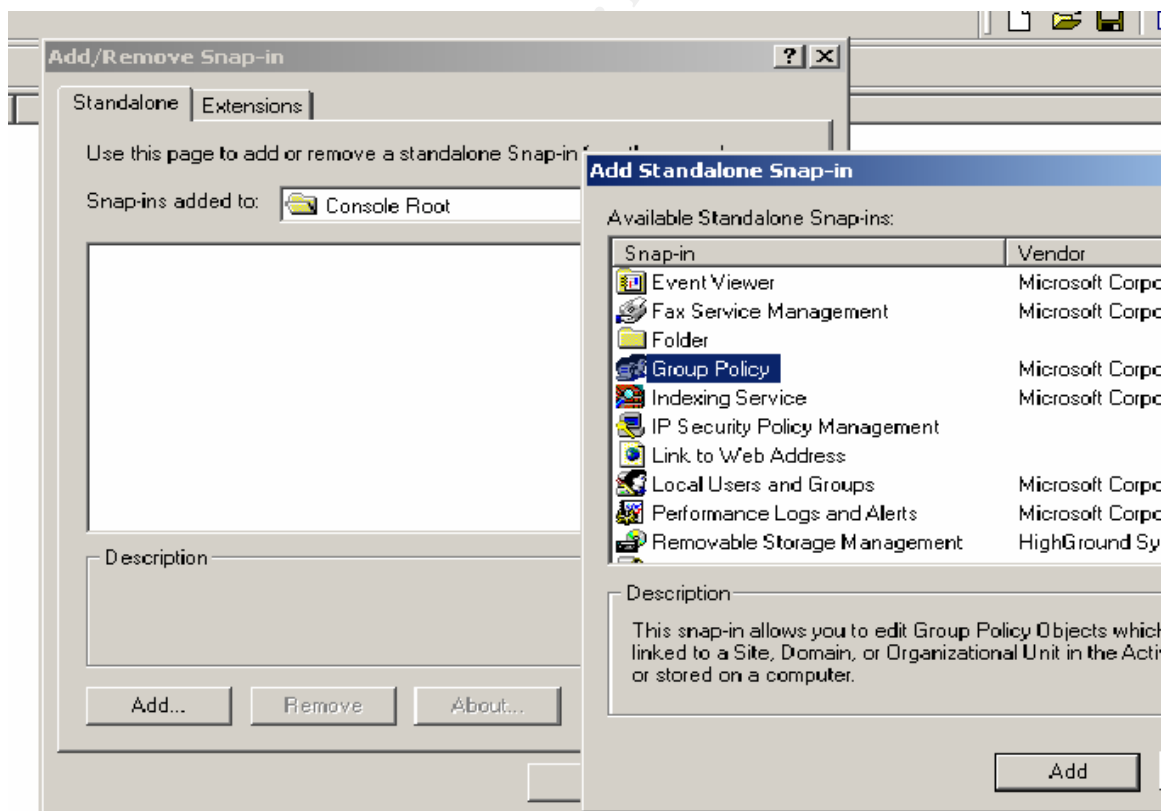 Add/Remove Snap-in
Standalone
Extensions
Use this page to add or remove a standalone Snap-in
Snap-ins added to:
Console Root
Description
Add...
Remove
About...
Add Standalone Snap-in
Available Standalone Snap-ins:
Snap-in Vendor
Event Viewer Microsoft Corpo
Fax Service Management Microsoft Corpo
Folder
Group Policy Microsoft Corpo
Indexing Service Microsoft Corpo
IP Security Policy Management
Link to Web Address
Local Users and Groups Microsoft Corpo
Performance Logs and Alerts Microsoft Corpo
Removable Storage Management HighGround Sy
Description
This snap-in allows you to edit Group Policy Objects which
linked to a Site, Domain, or Organizational Unit in the Acti
or stored on a computer.
Add